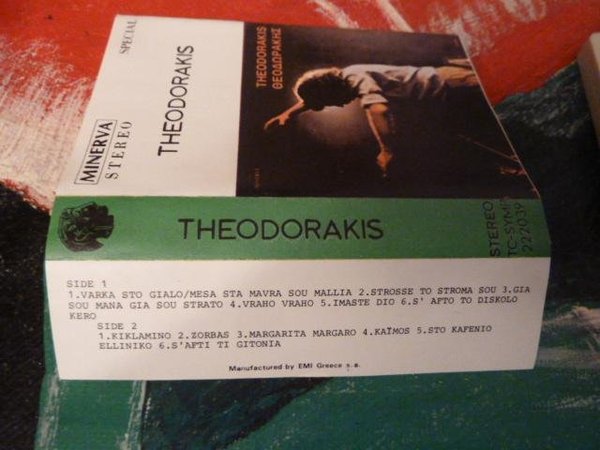 MINERVA
STEREO
SPECIAL
THEODORAKIS
THEODORAKIS
ΘΕΟΔΩΡΑΚΗΣ
THEODORAKIS
STEREO
SIDE 1
1.VARKA STO GIALO/MESA STA MAVRA SOU MALLIA 2.STROSSE TO STROMA SOU 3.GIA
SOU MANA GIA SOU STRATO 4.VRAHO VRAHO 5.IMASTE DIO 6.S' AFTO TO DISKOLO
KERO
SIDE 2
1.KIKLAMINO 2.ZORBAS 3.MARGARITA MARGARO 4.KAÏMOS 5.STO KAFENIO
ELLINIKO 6.S'AFTI TI GITONIA
Manufactured by EMI Greece s.a.